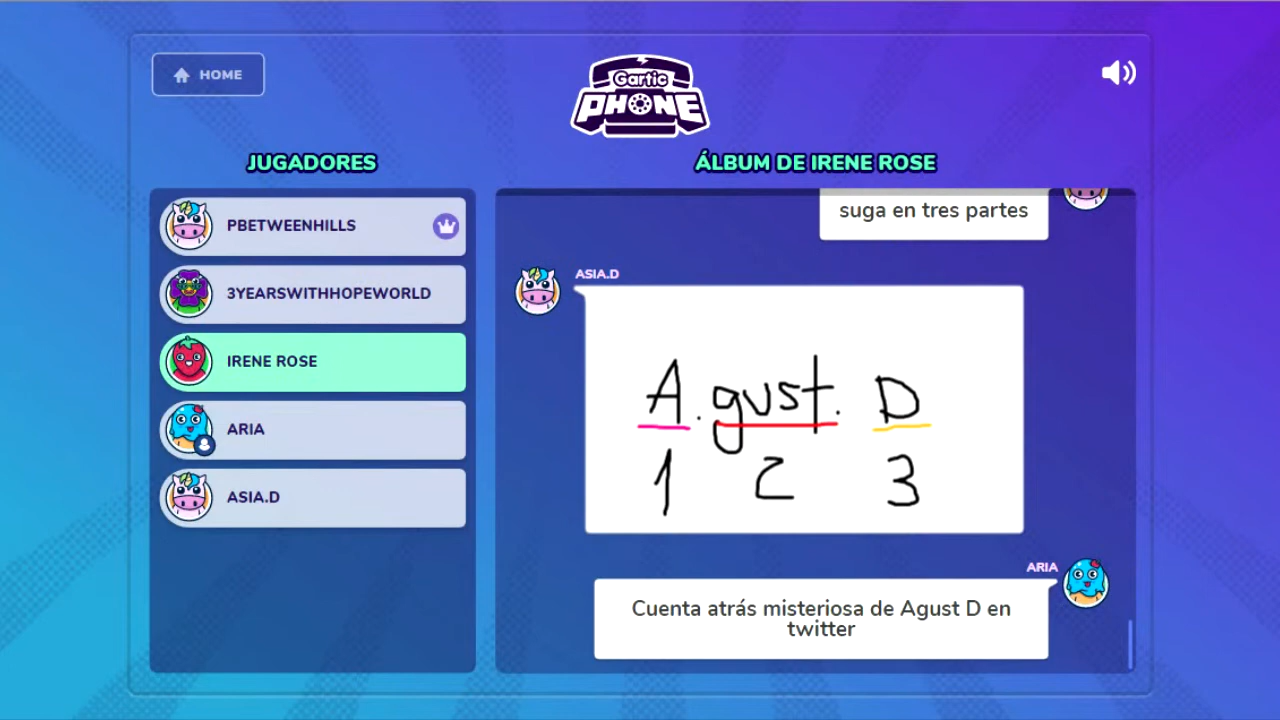 HOME
Gartic
PHONE
JUGADORES
ÁLBUM DE IRENE ROSE
PBETWEENHILLS
3YEARSWITHHOPEWORLD
IRENE ROSE
ARIA
ASIA.D
suga en tres partes
ASIA.D
A.gust. D
1 2 3
ARIA
Cuenta atrás misteriosa de Agust D en
twitter